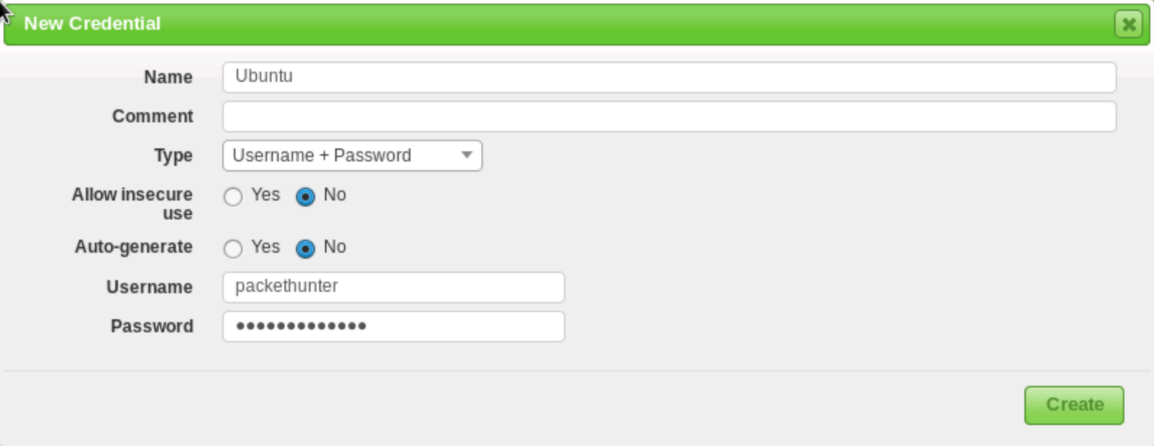 New Credential
Name Ubuntu
Comment
Type Username + Password
Allow insecure
use Yes No
Auto-generate Yes No
Username packethunter
Password •••••••••••••
Create